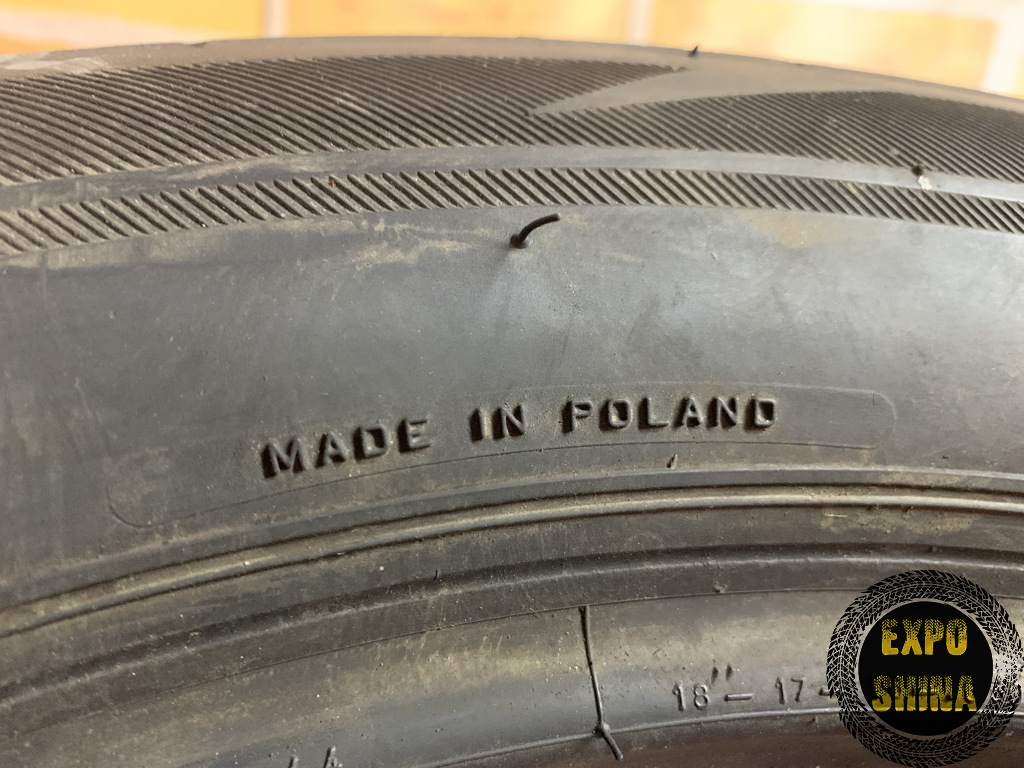 MADE IN POLAND
18"- 17-
EXPO
SHINA